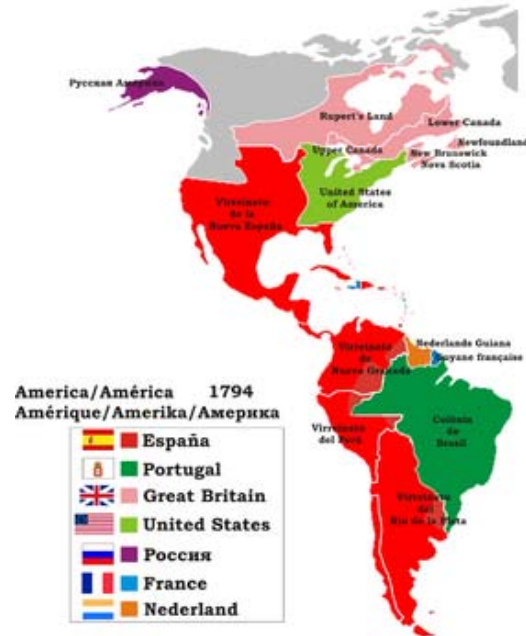 Русская Америка
Rupert's Land
Lower Canada
Newfoundland
Upper Canada
New Brunswick
Nova Scotia
United States
of America
Virreinato
de la
Nueva España
Nederlands Guiana
Guyane française
Virreinato
de
Nueva Granada
Colônia
do
Brasil
Virreinato
del Perú
Virreinato
del
Río de la Plata
America/América 1794
Amérique/Amerika/Америка
España
Portugal
Great Britain
United States
Россия
France
Nederland